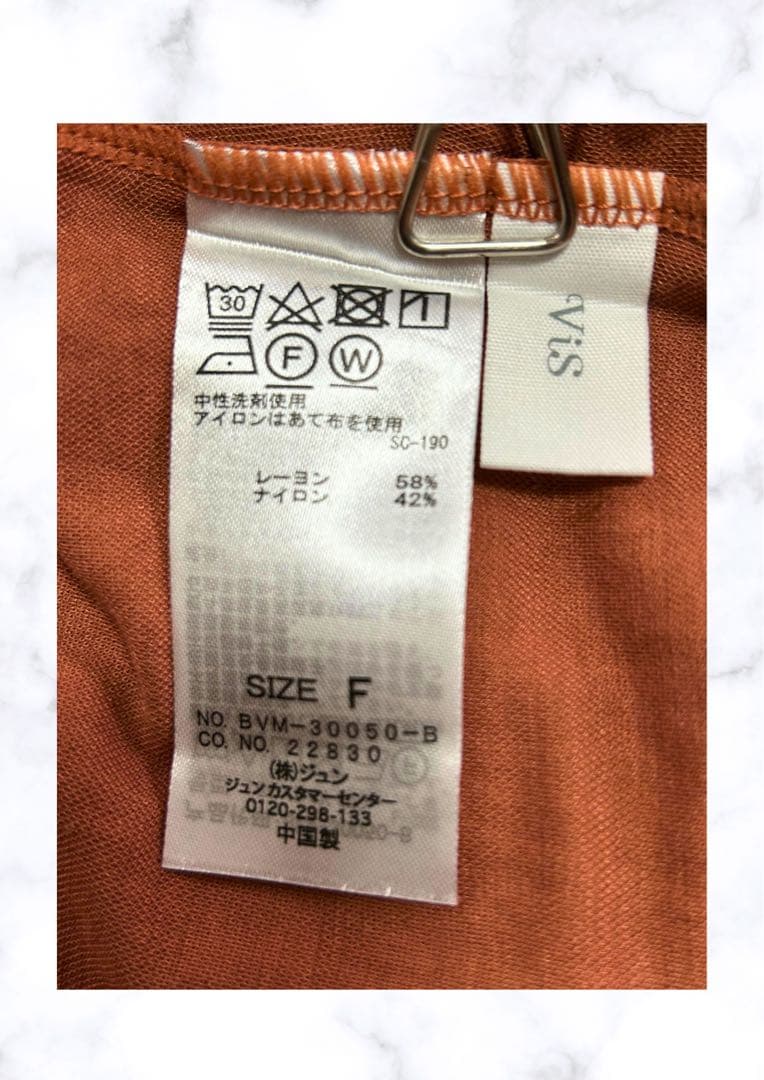 30
F W
中性洗剤使用
アイロンはあて布を使用
SC-190
レーヨン 58%
ナイロン 42%
SIZE F
NO. BVM-30050-B
CO. NO. 22830
(株)ジュン
ジュンカスタマーセンター
0120-298-133
中国製
ViS